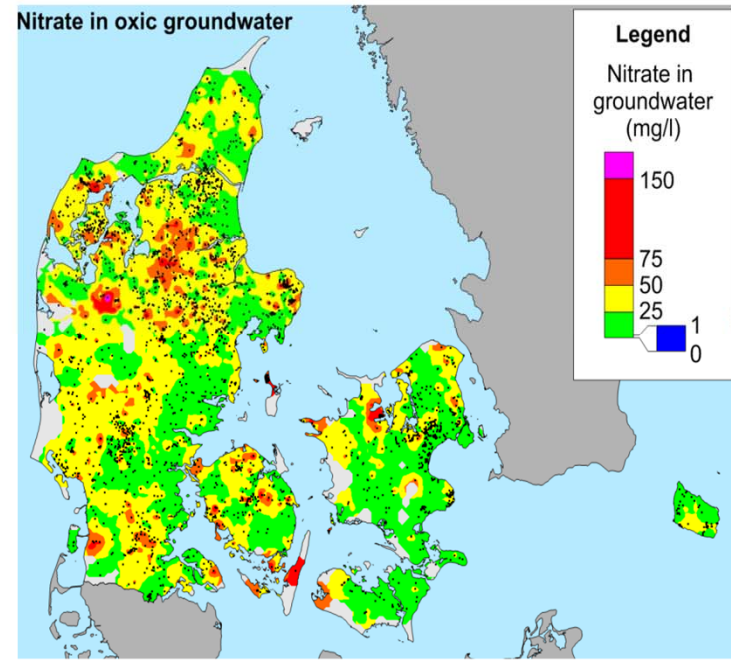 Nitrate in oxic groundwater
Legend
Nitrate in
groundwater
(mg/l)
150
75
50
25
1
0